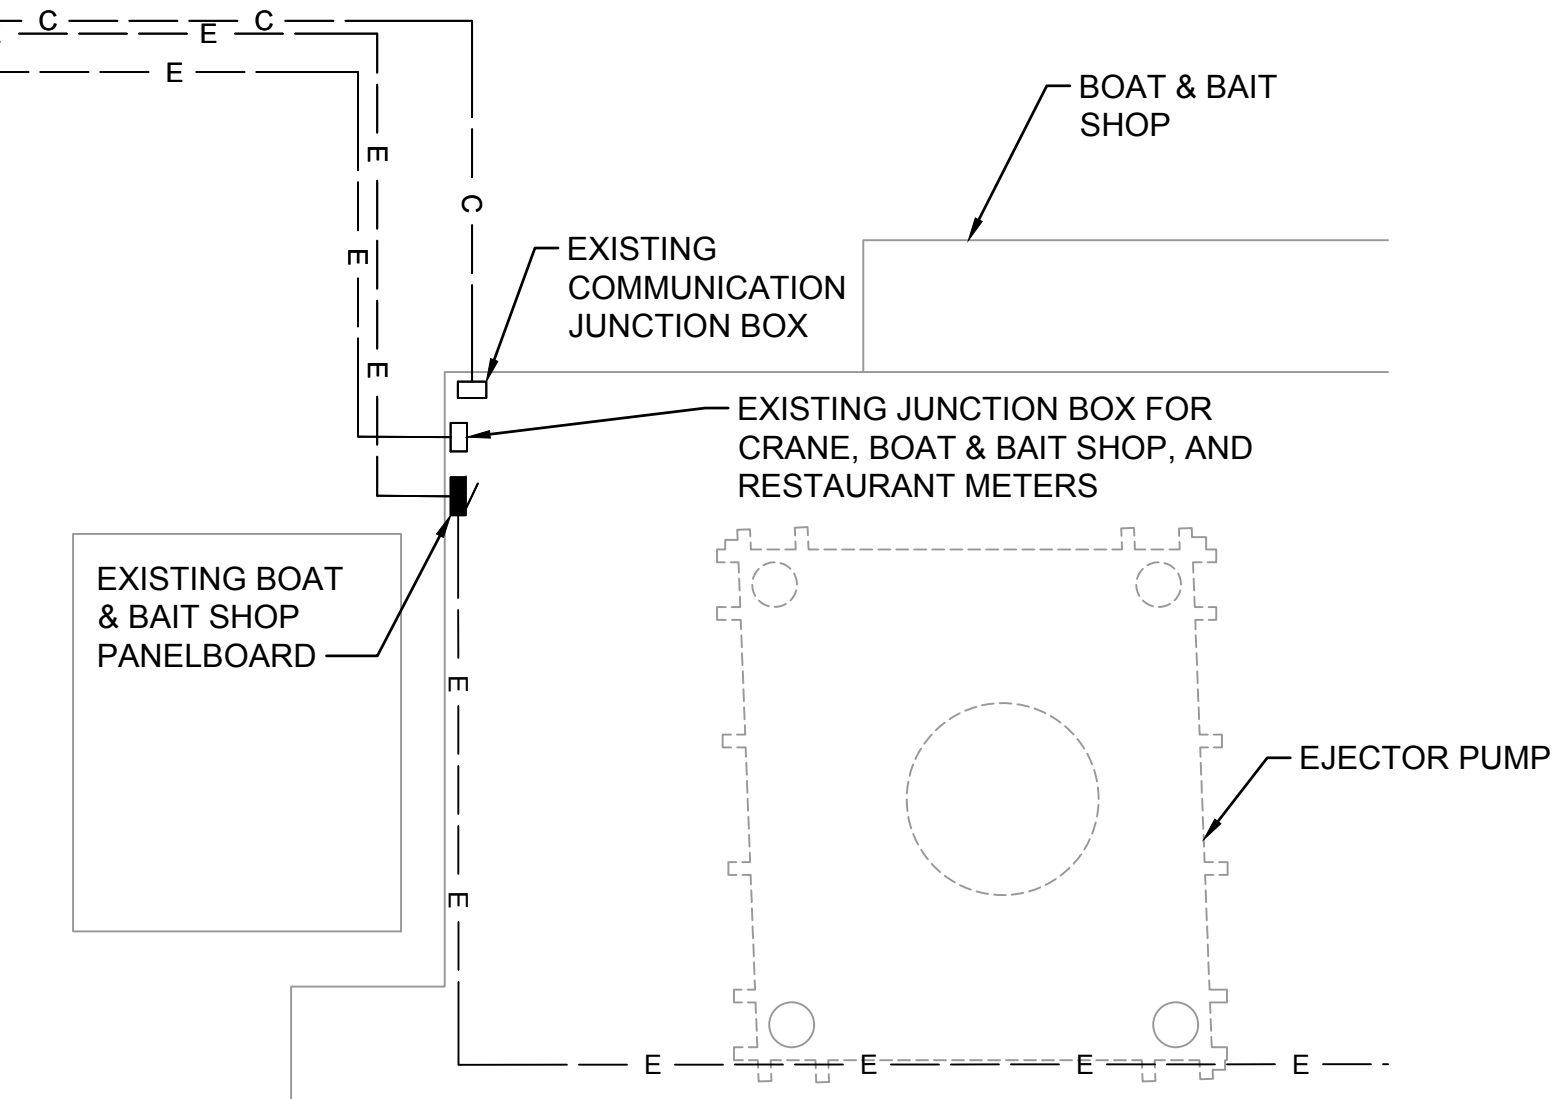 C C
E
E
BOAT & BAIT
SHOP
E
C
E
EXISTING
COMMUNICATION
JUNCTION BOX
E
EXISTING JUNCTION BOX FOR
CRANE, BOAT & BAIT SHOP, AND
RESTAURANT METERS
EXISTING BOAT
& BAIT SHOP
PANELBOARD
E
EJECTOR PUMP
E
E E E E